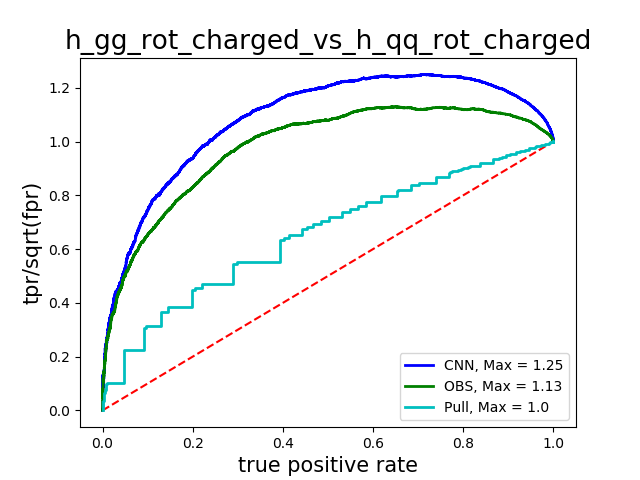 h_gg_rot_charged_vs_h_qq_rot_charged
tpr/sqrt(fpr)
1.2
1.0
0.8
0.6
0.4
0.2
0.0
CNN, Max = 1.25
OBS, Max = 1.13
Pull, Max = 1.0
0.0 0.2 0.4 0.6 0.8 1.0
true positive rate